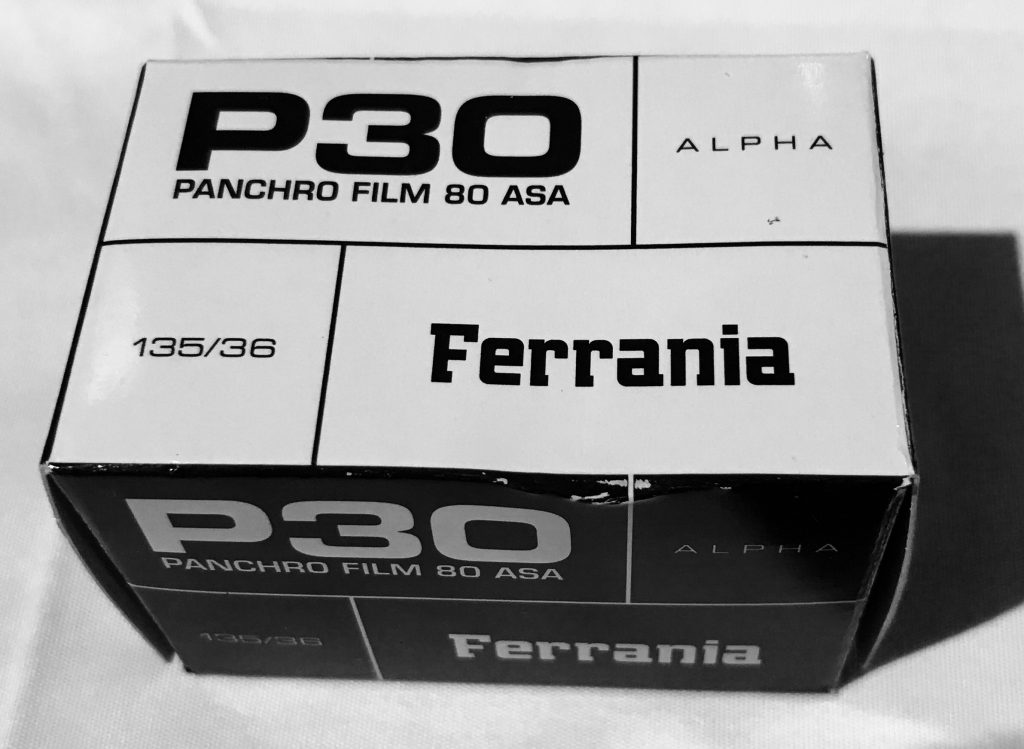 P30
PANCHRO FILM 80 ASA
ALPHA
135/36
Ferrania
P30
PANCHRO FILM 80 ASA
ALPHA
135/36
Ferrania